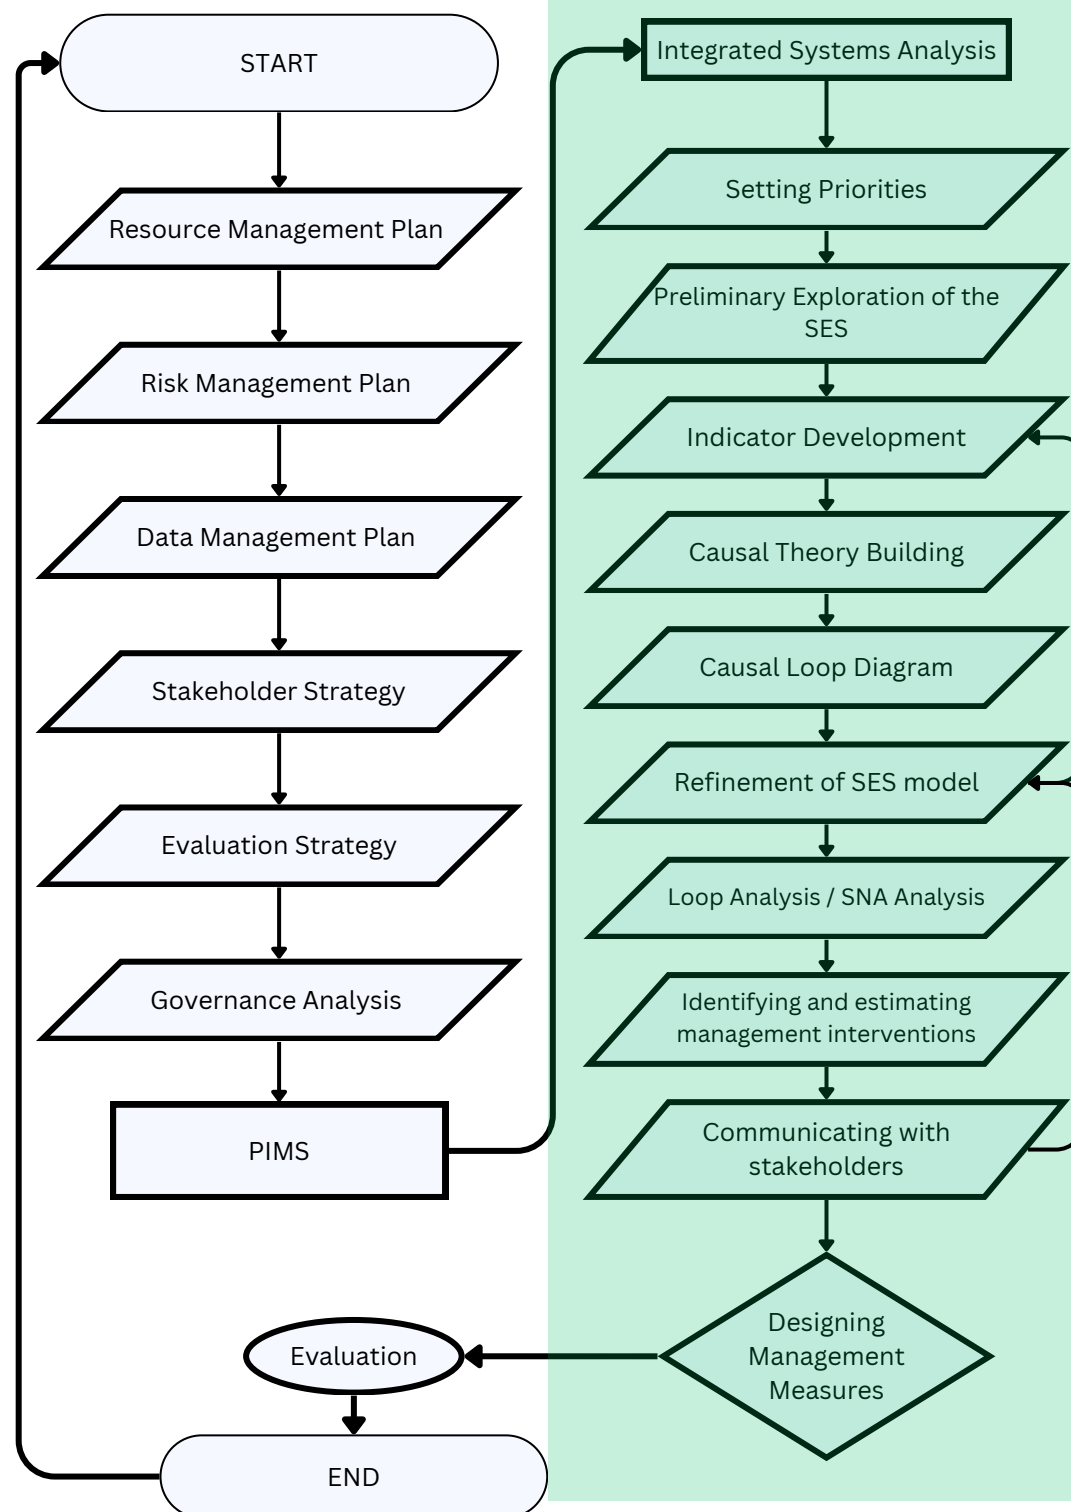 START
Resource Management Plan
Risk Management Plan
Data Management Plan
Stakeholder Strategy
Evaluation Strategy
Governance Analysis
PIMS
Integrated Systems Analysis
Setting Priorities
Preliminary Exploration of the
SES
Indicator Development
Causal Theory Building
Causal Loop Diagram
Refinement of SES model
Loop Analysis / SNA Analysis
Identifying and estimating
management interventions
Communicating with
stakeholders
Designing
Management
Measures
Evaluation
END